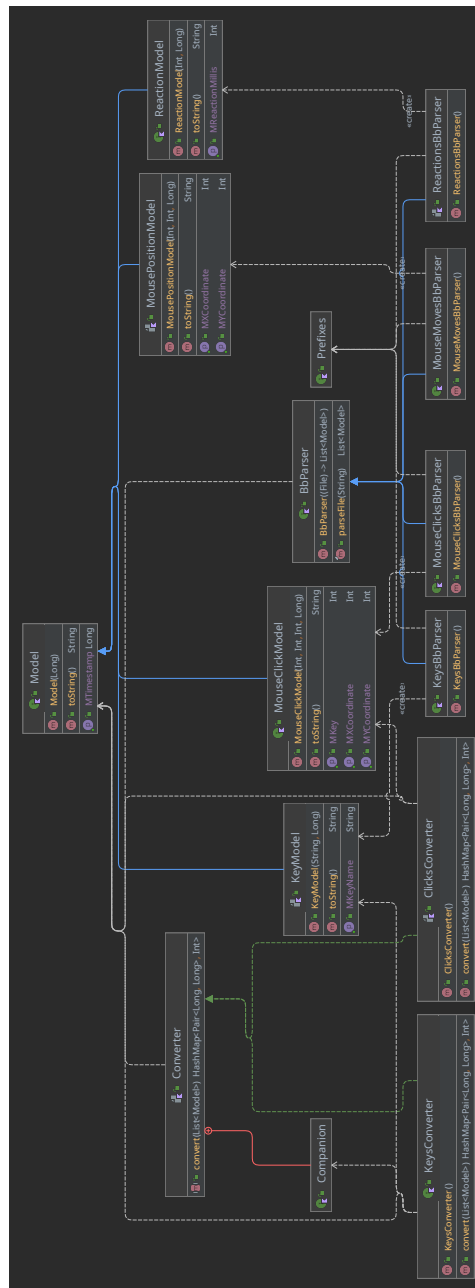 Model
Model(Long)
toString() String
MTimestamp Long
ReactionModel
ReactionModel(Int, Long)
toString() String
MReactionMillis Int
MousePositionModel
MousePositionModel(Int, Int, Long)
toString() String
MXCoordinate Int
MYCoordinate Int
MouseClickModel
MouseClickModel(Int, Int, Int, Long)
toString() String
MKey Int
MXCoordinate Int
MYCoordinate Int
KeyModel
KeyModel(String, Long)
toString() String
MKeyName String
Converter
convert(List<Model>) HashMap<Pair<Long, Long>, Int>
Companion
Prefixes
BbParser
BbParser((File) -> List<Model>)
parseFile(String) List<Model>
KeysConverter
KeysConverter()
convert(List<Model>) HashMap<Pair<Long, Long>, Int>
ClicksConverter
ClicksConverter()
convert(List<Model>) HashMap<Pair<Long, Long>, Int>
KeysBbParser
KeysBbParser()
MouseClicksBbParser
MouseClicksBbParser()
MouseMovesBbParser
MouseMovesBbParser()
ReactionsBbParser
ReactionsBbParser()
«create»
«create»
«create»
«create»